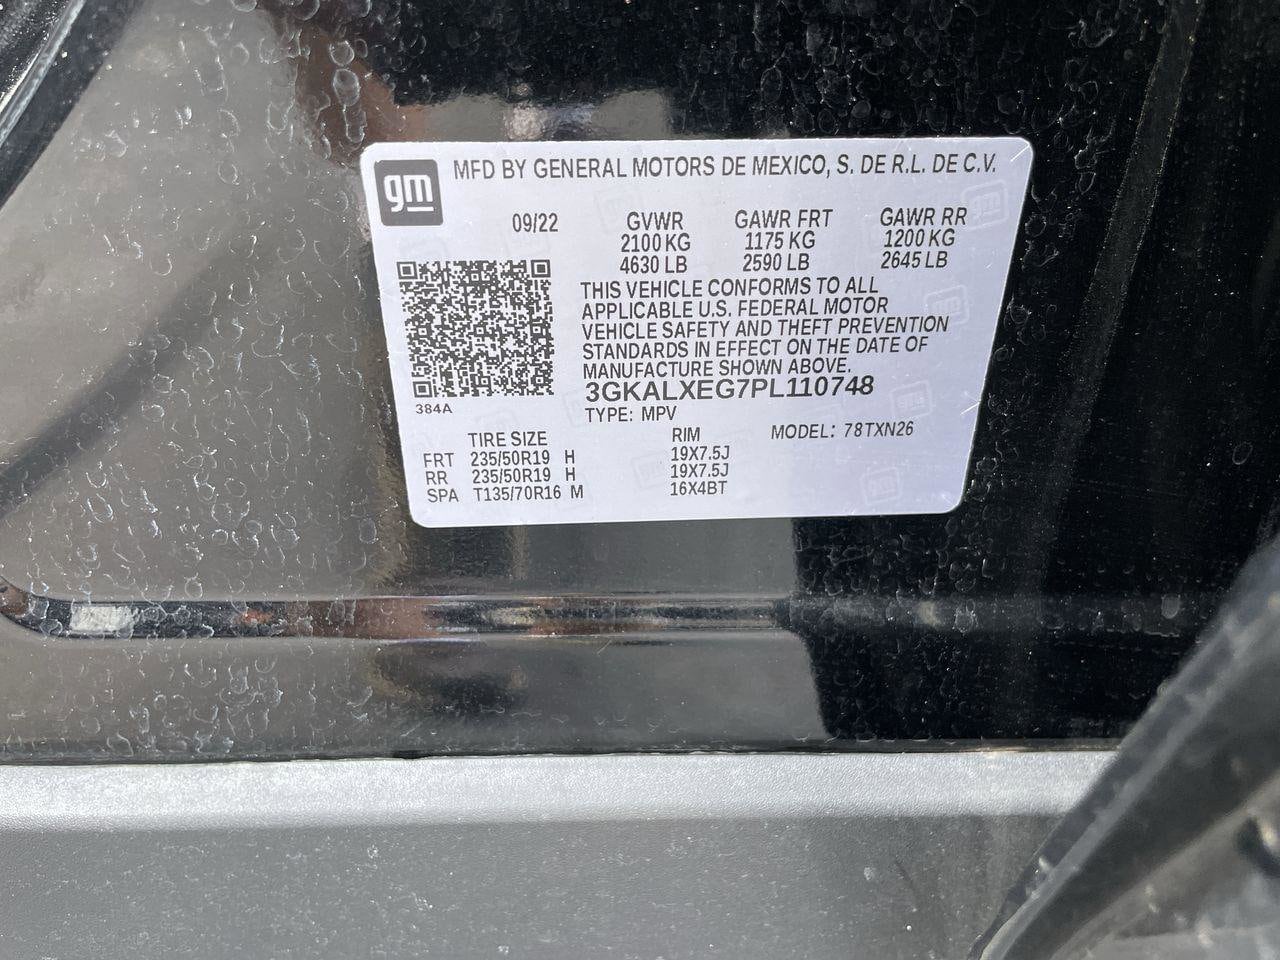 gm
MFD BY GENERAL MOTORS DE MEXICO, S. DE R.L. DE C.V.
09/22 GVWR GAWR FRT GAWR RR
2100 KG 1175 KG 1200 KG
4630 LB 2590 LB 2645 LB
THIS VEHICLE CONFORMS TO ALL
APPLICABLE U.S. FEDERAL MOTOR
VEHICLE SAFETY AND THEFT PREVENTION
STANDARDS IN EFFECT ON THE DATE OF
MANUFACTURE SHOWN ABOVE.
3GKALXEG7PL110748
384A
TYPE: MPV
TIRE SIZE RIM MODEL: 78TXN26
FRT 235/50R19 H 19X7.5J
RR 235/50R19 H 19X7.5J
SPA T135/70R16 M 16X4BT